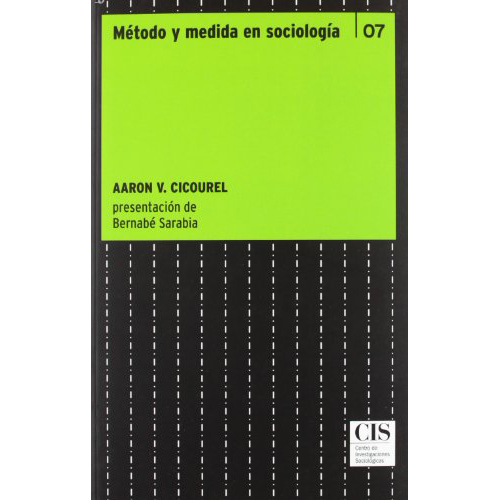 Método y medida en sociología 07
AARON V. CICOUREL
presentación de
Bernabé Sarabia
CIS
Centro de
Investigaciones
Sociológicas